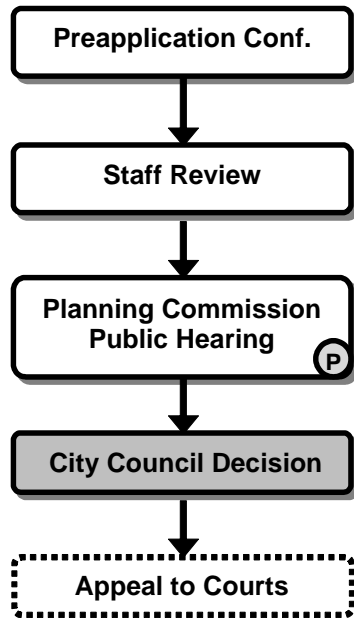 Preapplication Conf.
Staff Review
Planning Commission
Public Hearing
P
City Council Decision
Appeal to Courts